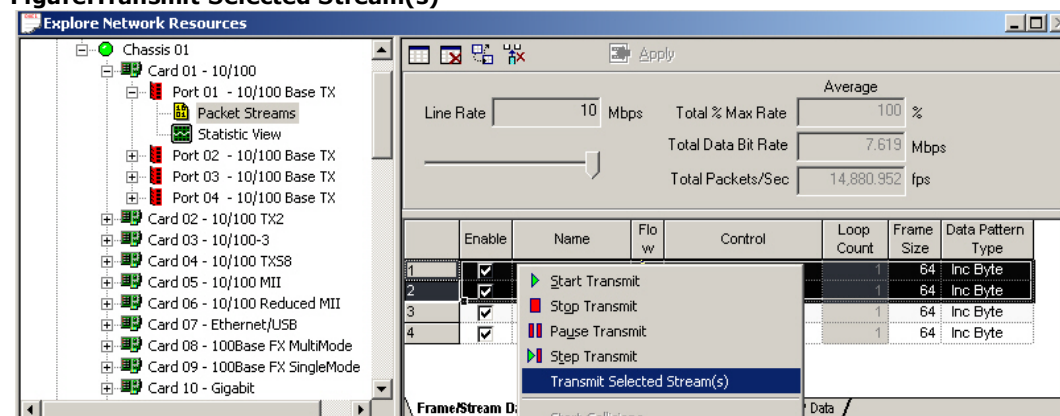 Figure:Transmit Selected Stream(s)
Explore Network Resources
Chassis 01
Card 01 - 10/100
Port 01 - 10/100 Base TX
Packet Streams
Statistic View
Port 02 - 10/100 Base TX
Port 03 - 10/100 Base TX
Port 04 - 10/100 Base TX
Card 02 - 10/100 TX2
Card 03 - 10/100-3
Card 04 - 10/100 TXS8
Card 05 - 10/100 MII
Card 06 - 10/100 Reduced MII
Card 07 - Ethernet/USB
Card 08 - 100Base FX MultiMode
Card 09 - 100Base FX SingleMode
Card 10 - Gigabit
Apply
Average
Line Rate 10 Mbps Total % Max Rate 100 %
Total Data Bit Rate 7.619 Mbps
Total Packets/Sec 14,880.952 fps
Enable Name Flo w Control Loop Count Frame Size Data Pattern Type
1 1 64 Inc Byte
2 1 64 Inc Byte
3 1 64 Inc Byte
4 1 64 Inc Byte
Start Transmit
Stop Transmit
Pause Transmit
Step Transmit
Transmit Selected Stream(s)
Frame/Stream D
Data